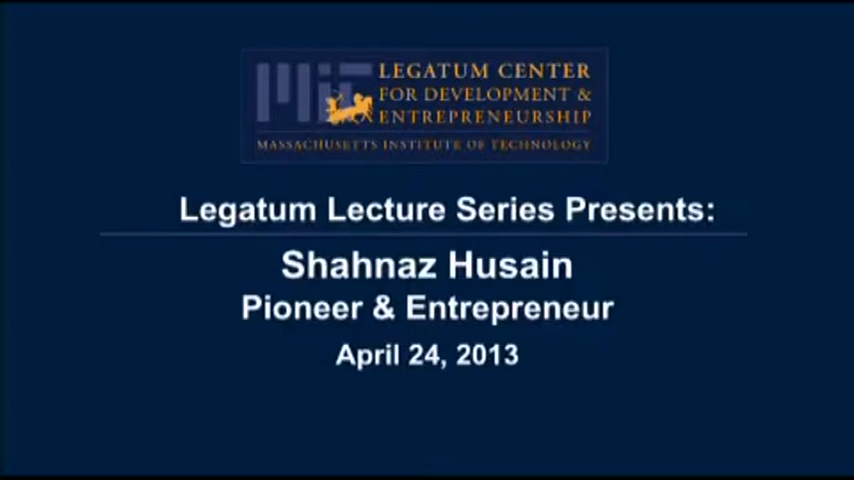 MIT
LEGATUM CENTER
FOR DEVELOPMENT &
ENTREPRENEURSHIP
MASSACHUSETTS INSTITUTE OF TECHNOLOGY
Legatum Lecture Series Presents:
Shahnaz Husain
Pioneer & Entrepreneur
April 24, 2013